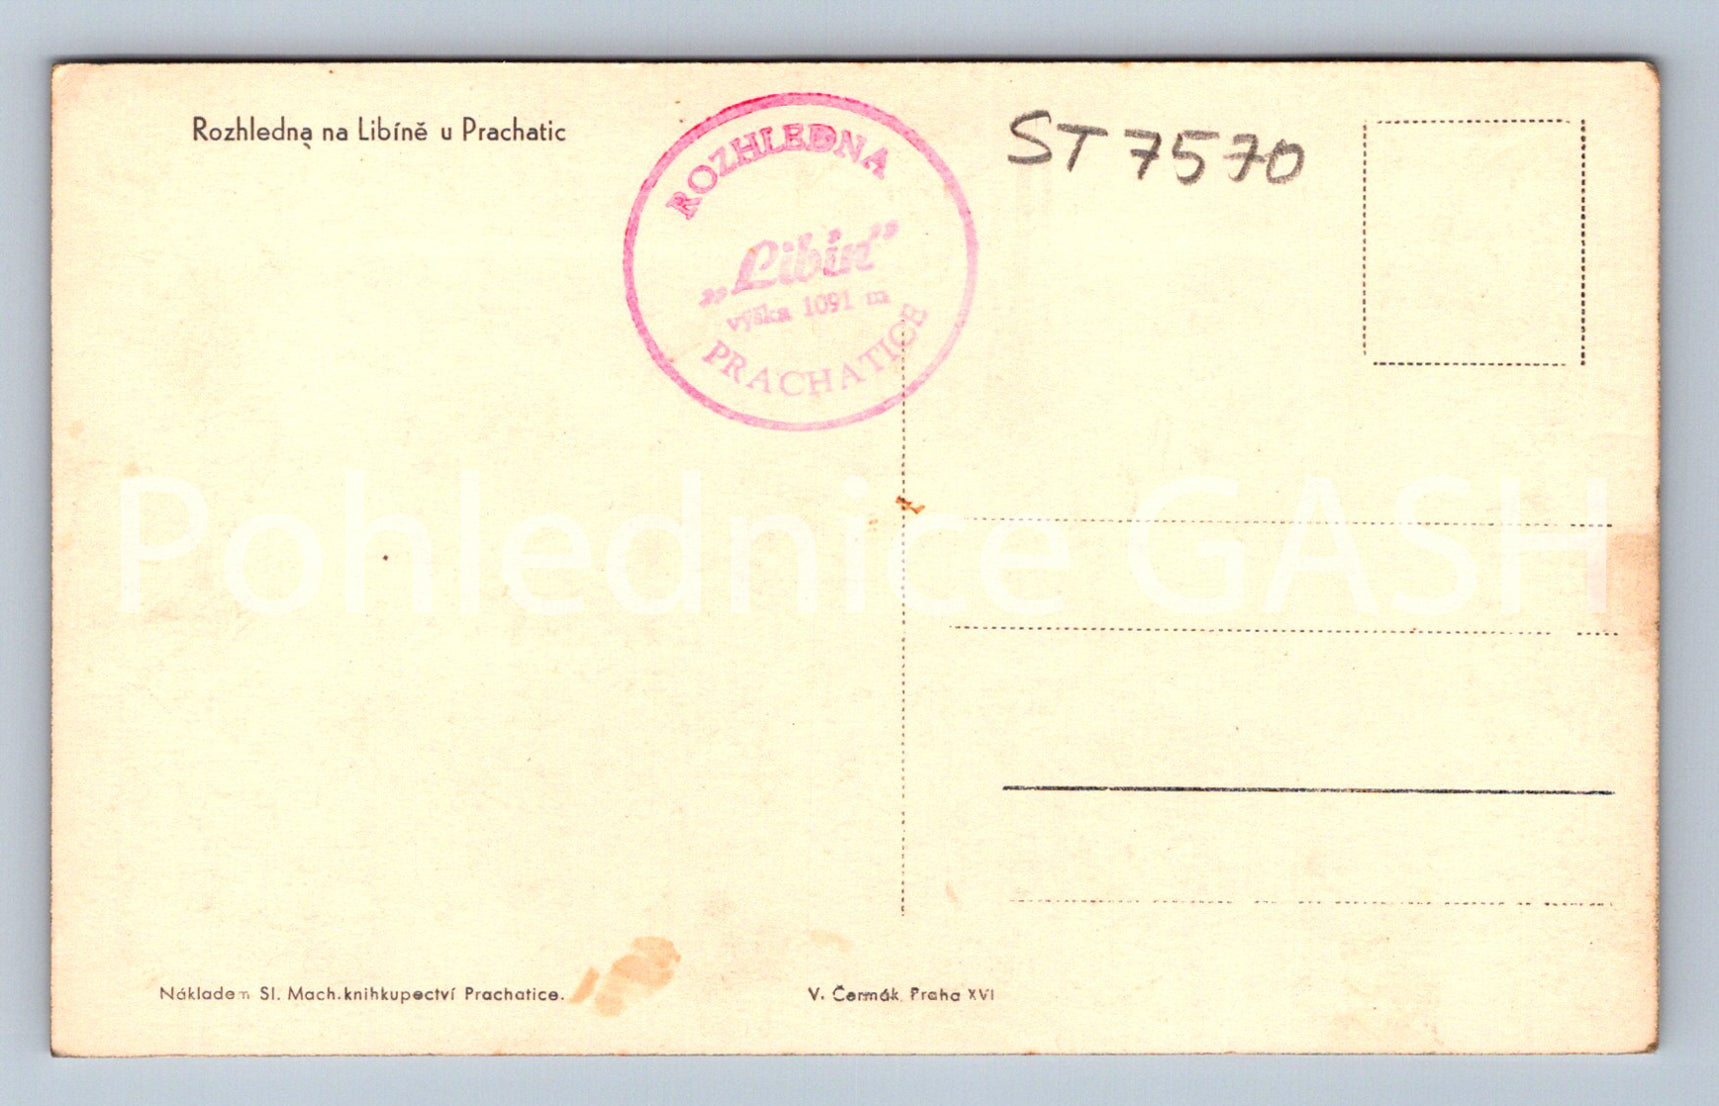 Rozhledna na Libíně u Prachatic
ROZHLEDNA
„Libín"
výška 1091 m
PRACHATICE
ST 7570
Pohlednice GASH
Nákladem Sl. Mach.knihkupectví Prachatice.
V. Čermák Praha XVI